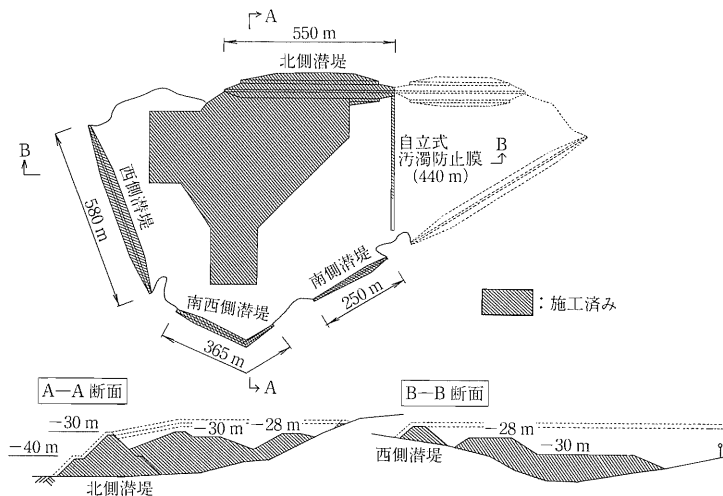 A
550 m
北側潜堤
自立式
汚濁防止膜
(440 m)
B
B
西側潜堤
580 m
南側潜堤
250 m
南西側潜堤
365 m
A
：施工済み
A—A 断面
−30 m
−30 m
−28 m
−40 m
北側潜堤
B—B 断面
−28 m
−30 m
西側潜堤